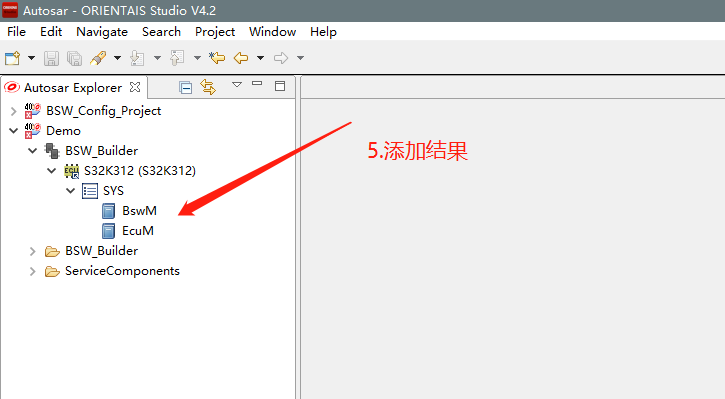 Autosar - ORIENTAIS Studio V4.2
File Edit Navigate Search Project Window Help
Autosar Explorer
BSW_Config_Project
Demo
BSW_Builder
S32K312 (S32K312)
SYS
BswM
EcuM
BSW_Builder
ServiceComponents
5.添加结果